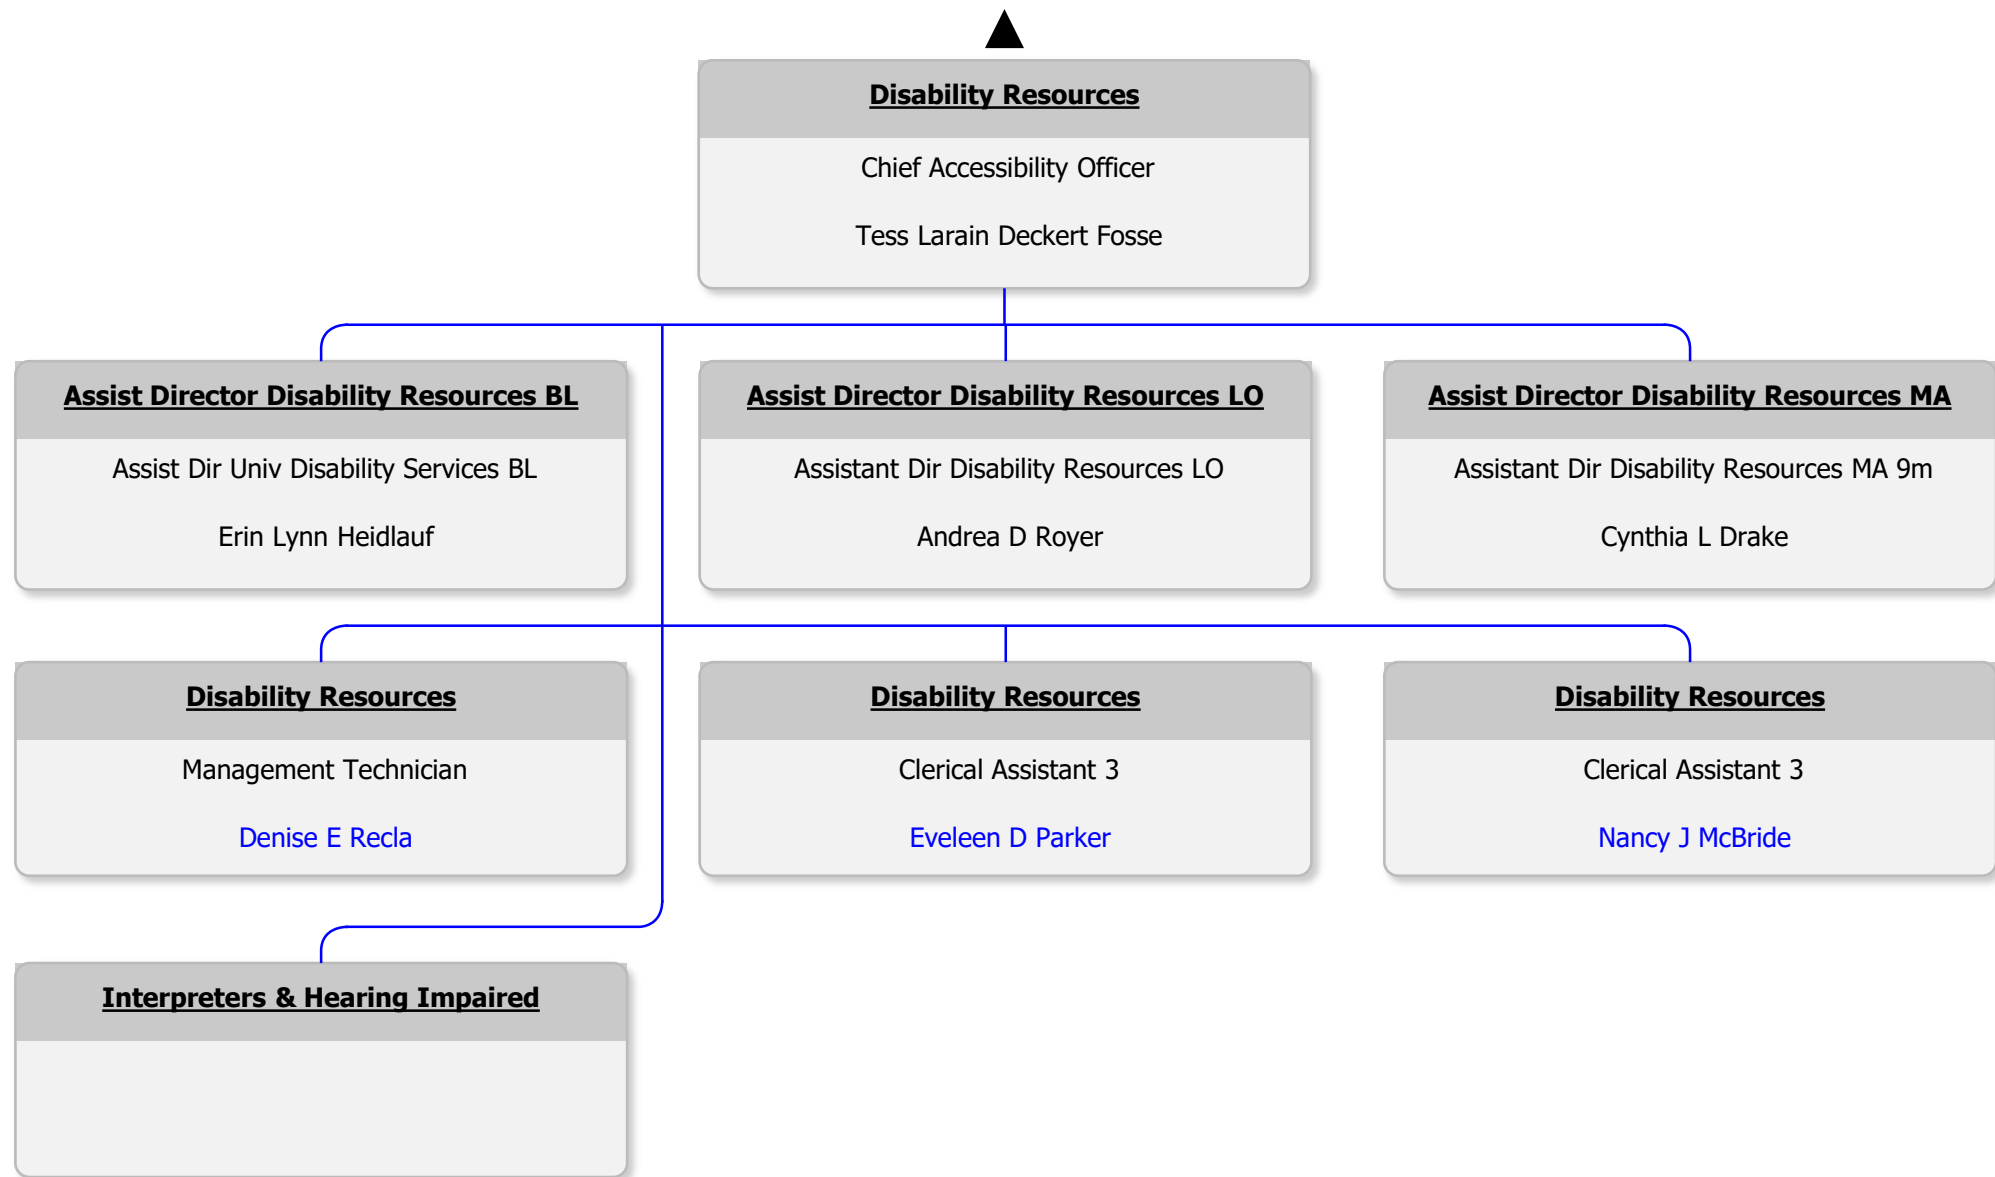 Disability Resources
Chief Accessibility Officer
Tess Larain Deckert Fosse
Assist Director Disability Resources BL
Assist Dir Univ Disability Services BL
Erin Lynn Heidlauf
Assist Director Disability Resources LO
Assistant Dir Disability Resources LO
Andrea D Royer
Assist Director Disability Resources MA
Assistant Dir Disability Resources MA 9m
Cynthia L Drake
Disability Resources
Management Technician
Denise E Recla
Disability Resources
Clerical Assistant 3
Eveleen D Parker
Disability Resources
Clerical Assistant 3
Nancy J McBride
Interpreters & Hearing Impaired